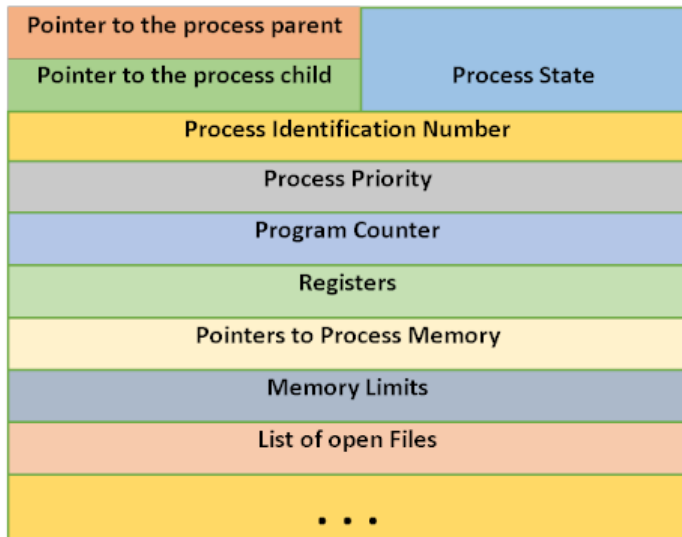 Pointer to the process parent
Pointer to the process child
Process State
Process Identification Number
Process Priority
Program Counter
Registers
Pointers to Process Memory
Memory Limits
List of open Files
. . .